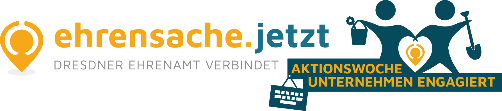 ehrensache.jetzt
DRESDNER EHRENAMT VERBINDET
AKTIONSWOCHE
UNTERNEHMEN ENGAGIERT